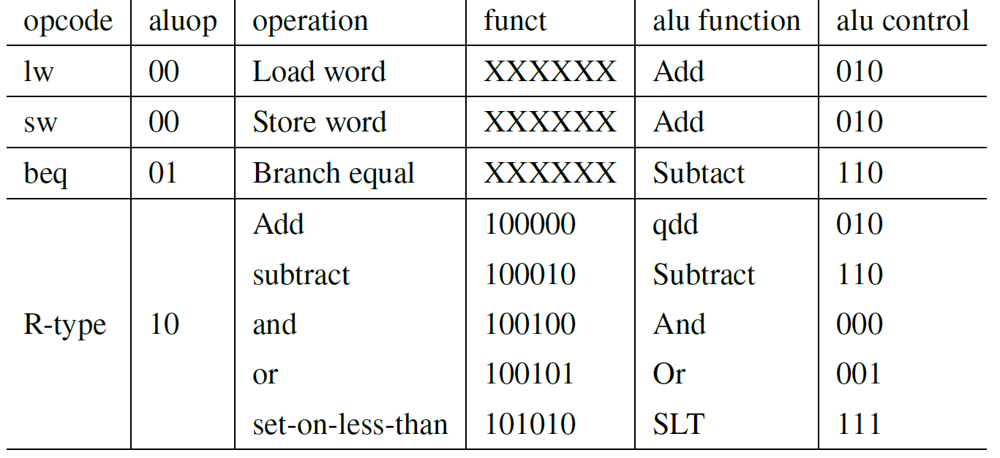 opcode aluop operation funct alu function alu control
lw 00 Load word XXXXXX Add 010
sw 00 Store word XXXXXX Add 010
beq 01 Branch equal XXXXXX Subtact 110
Add 100000 qdd 010
subtract 100010 Subtract 110
R-type 10 and 100100 And 000
or 100101 Or 001
set-on-less-than 101010 SLT 111